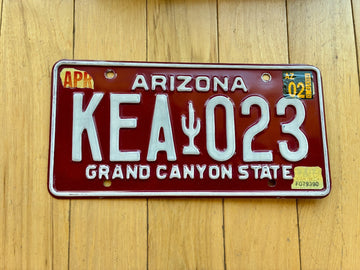 APR
ARIZONA
AZ
02
KEA 023
GRAND CANYON STATE